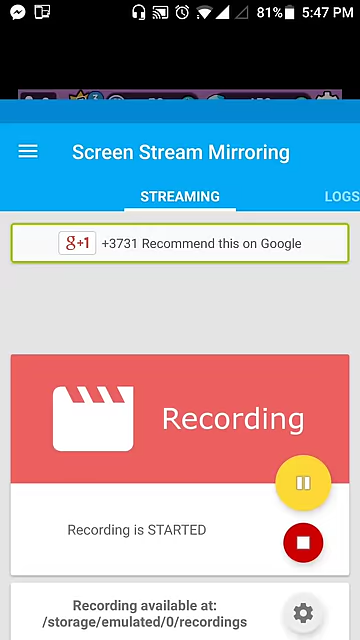 81% 5:47 PM
Screen Stream Mirroring
STREAMING LOGS
g+1 +3731 Recommend this on Google
Recording
Recording is STARTED
Recording available at:
/storage/emulated/0/recordings